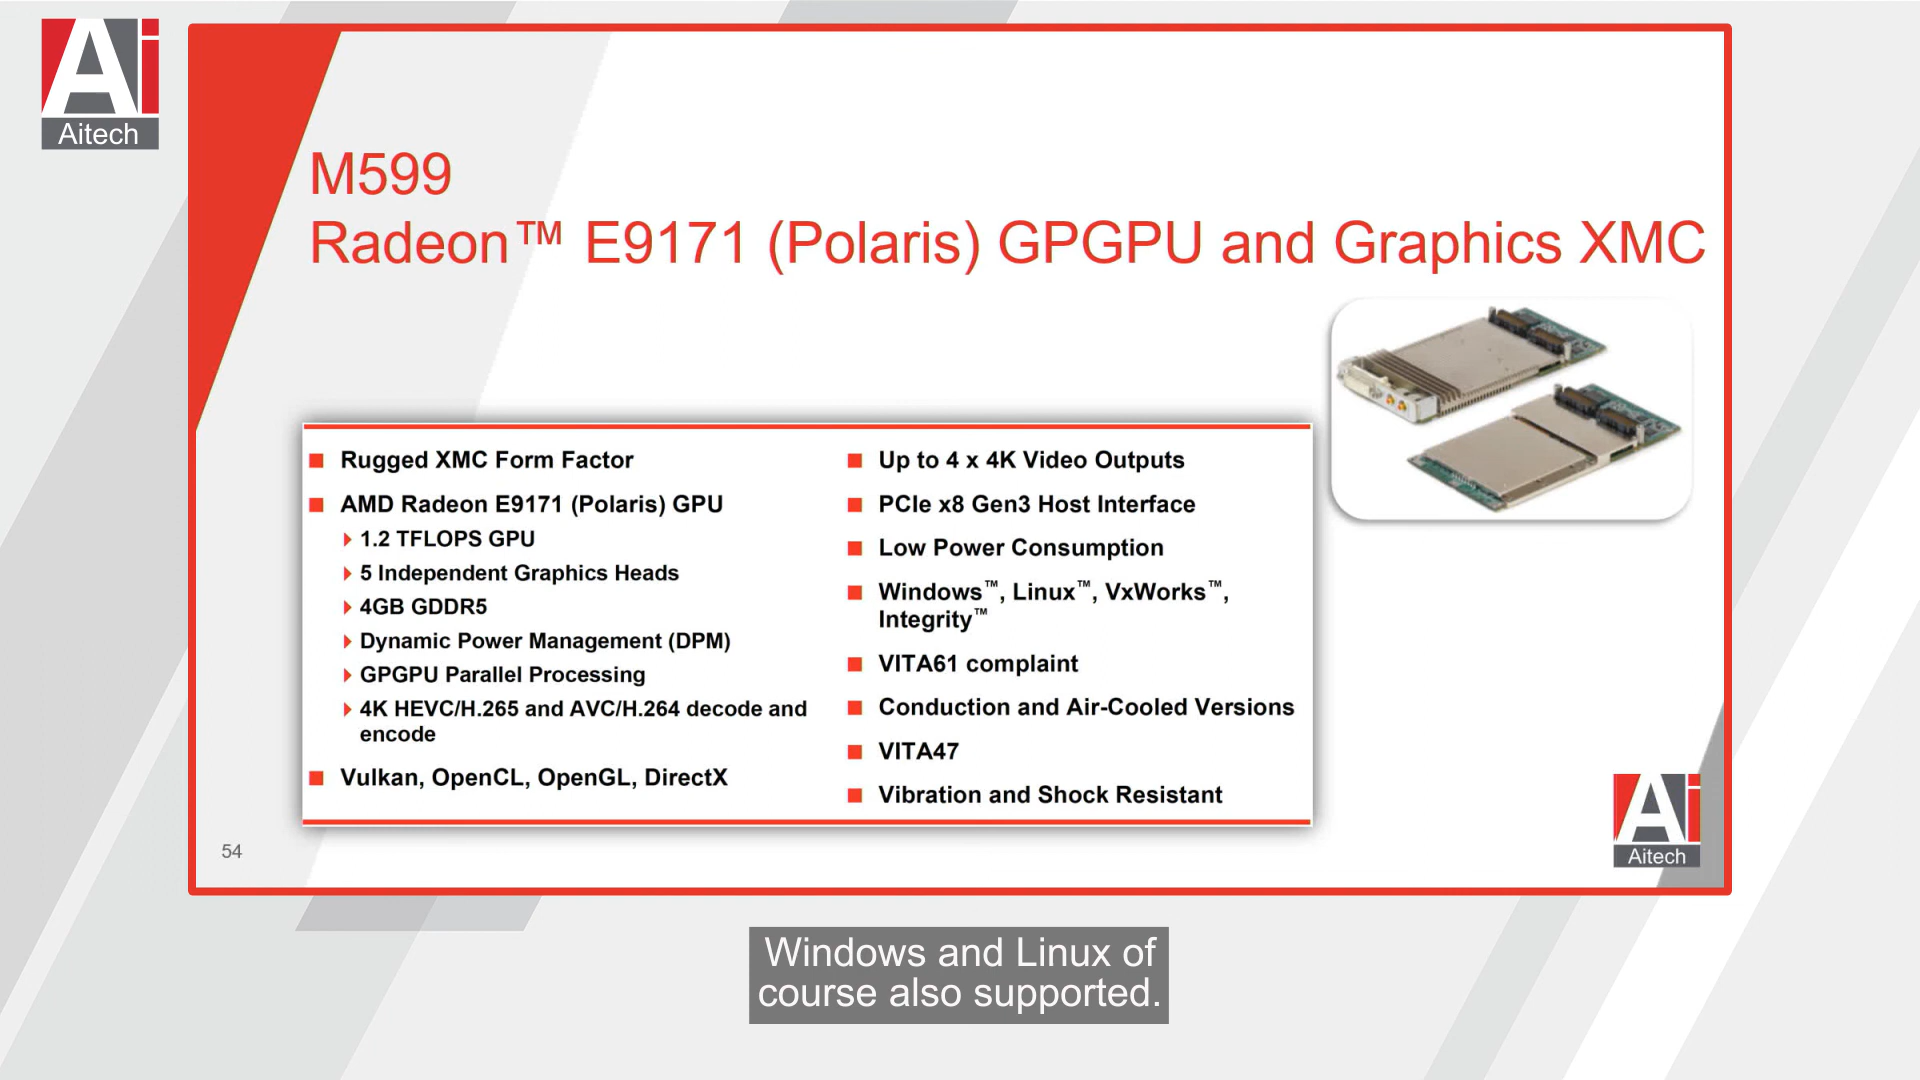 Ai
Aitech
M599
Radeon™ E9171 (Polaris) GPGPU and Graphics XMC
Rugged XMC Form Factor
AMD Radeon E9171 (Polaris) GPU
1.2 TFLOPS GPU
5 Independent Graphics Heads
4GB GDDR5
Dynamic Power Management (DPM)
GPGPU Parallel Processing
4K HEVC/H.265 and AVC/H.264 decode and
encode
Vulkan, OpenCL, OpenGL, DirectX
Up to 4 x 4K Video Outputs
PCIe x8 Gen3 Host Interface
Low Power Consumption
Windows™, Linux™, VxWorks™,
Integrity™
VITA61 complaint
Conduction and Air-Cooled Versions
VITA47
Vibration and Shock Resistant
54
Ai
Aitech
Windows and Linux of
course also supported.